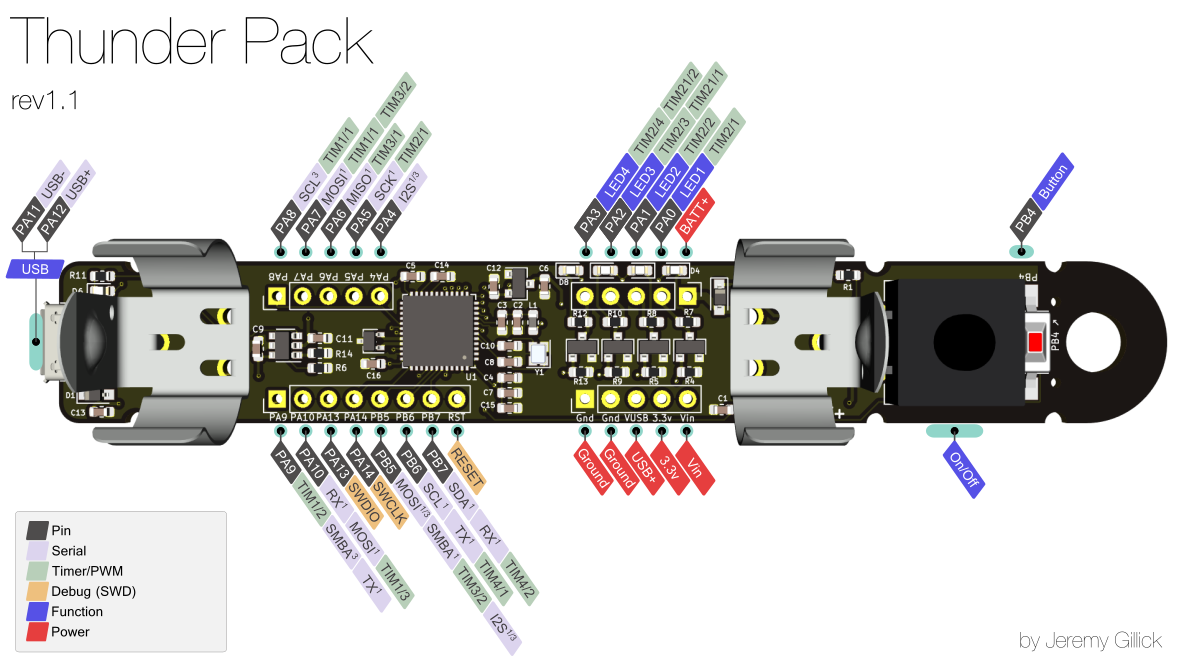 Thunder Pack
rev1.1
PA11 USB-
PA12 USB+
USB
PA8 SCL³ TIM1/1
PA7 MOSI¹ TIM1/1 TIM3/2
PA6 MISO¹ TIM3/1
PA5 SCK¹ TIM2/1
PA4 I2S¹ᐟ³
PA3 LED4 TIM2/4 TIM21/2
PA2 LED3 TIM2/3 TIM21/1
PA1 LED2 TIM2/2
PA0 LED1 TIM2/1
BATT+
PB4 Button
R11
D6
D1
C13
PA8 PA7 PA6 PA5 PA4
C5 C14
C9
C11
R14
R6
C16
U1
C12 C6
C3 C2 L1
C10
C8
C4
C7
C15
Y1
D8 D4
R12 R10 R8 R7
R13 R9 R5 R4
C1
R1
+
PB4
PB4
PA9 PA10 PA13 PA14 PB5 PB6 PB7 RST
Gnd Gnd VUSB 3.3v Vin
PA9 TIM1/2 SMBA³ TX¹
PA10 RX¹ MOSI¹ TIM1/3
PA13 SWDIO
PA14 SWCLK
PB5 MOSI¹ᐟ³ SMBA¹ TIM3/2 I2S¹ᐟ³
PB6 SCL¹ TX¹ TIM4/1
PB7 SDA¹ RX¹ TIM4/2
RESET
Ground
Ground
USB+
3.3v
Vin
On/Off
Pin
Serial
Timer/PWM
Debug (SWD)
Function
Power
by Jeremy Gillick